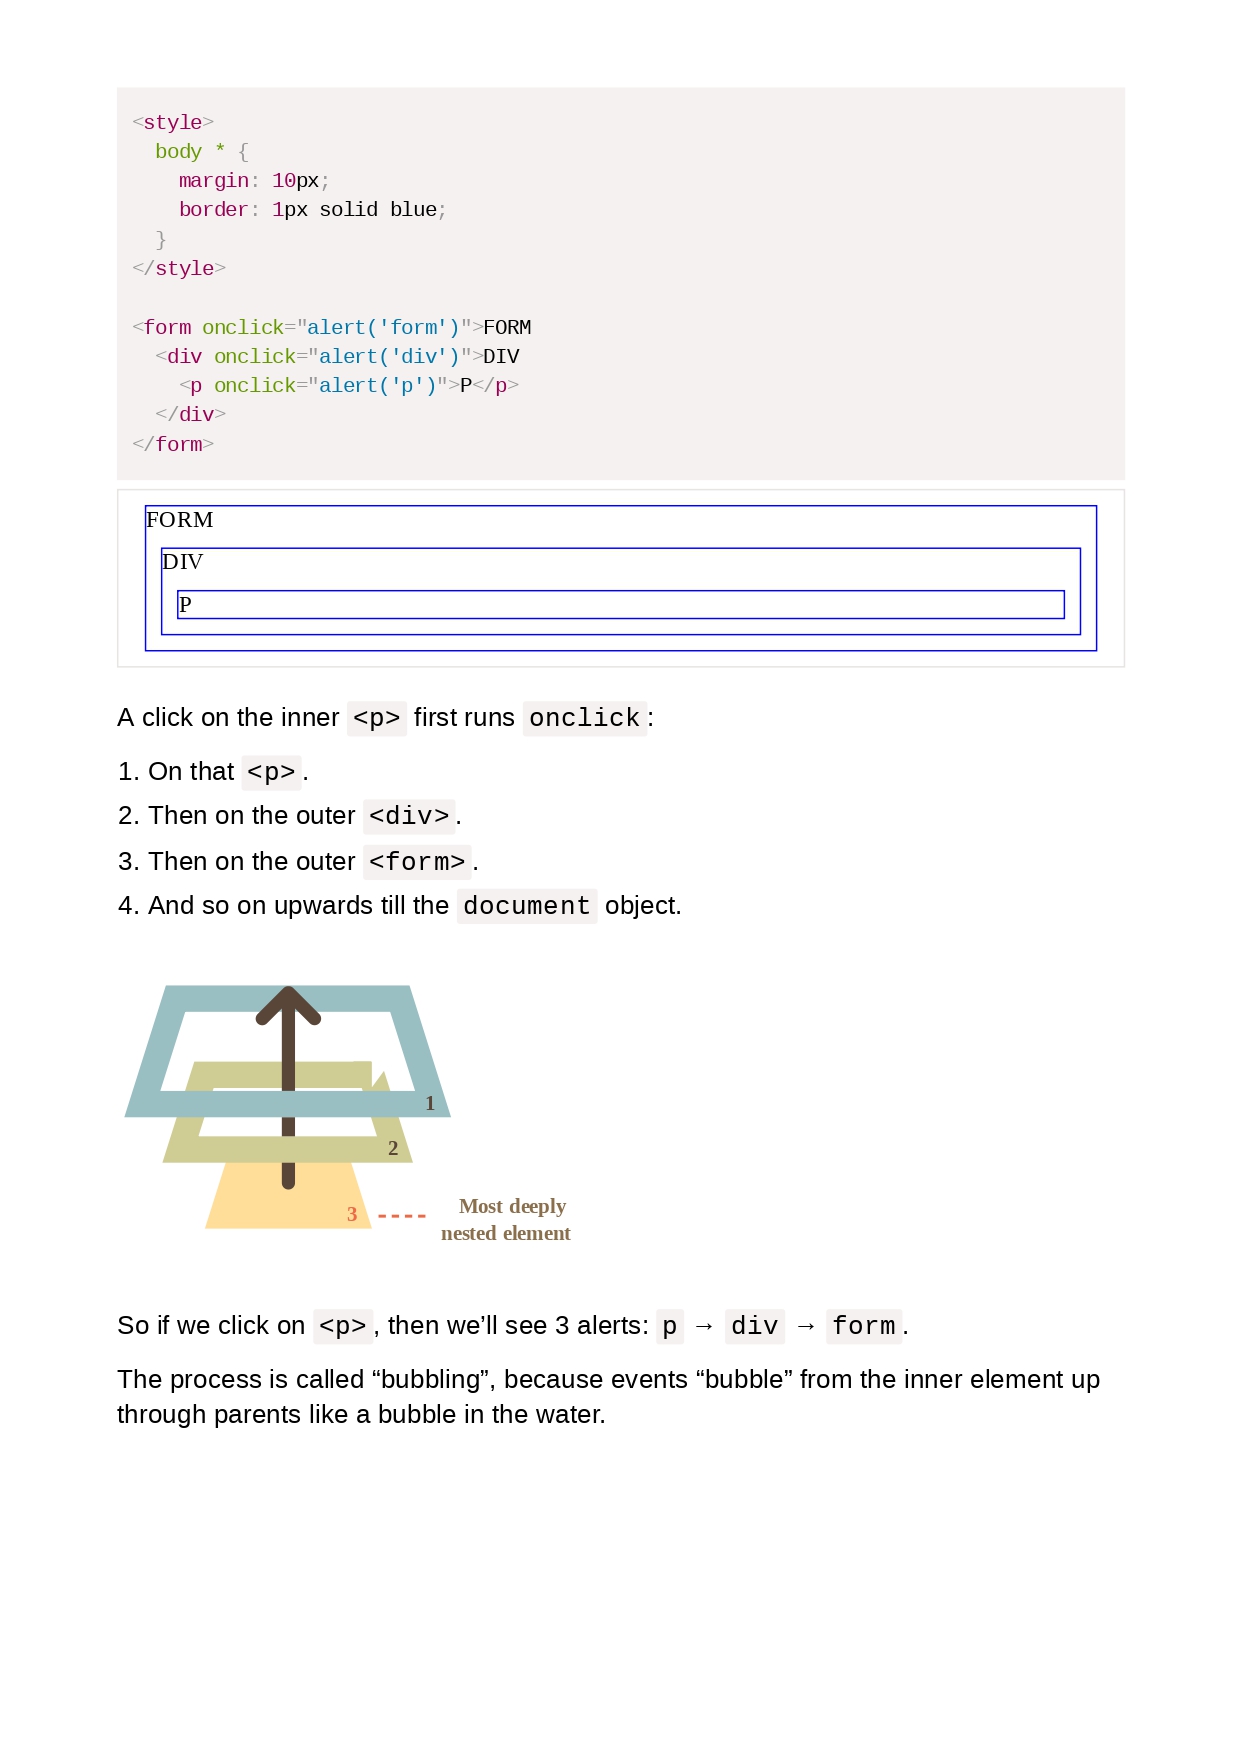 <style>
  body * {
    margin: 10px;
    border: 1px solid blue;
  }
</style>

<form onclick="alert('form')">FORM
  <div onclick="alert('div')">DIV
    <p onclick="alert('p')">P</p>
  </div>
</form>
FORM
DIV
P
A click on the inner <p> first runs onclick:
1. On that <p>.
2. Then on the outer <div>.
3. Then on the outer <form>.
4. And so on upwards till the document object.
1
2
3
Most deeply
nested element
So if we click on <p>, then we’ll see 3 alerts: p → div → form.
The process is called “bubbling”, because events “bubble” from the inner element up
through parents like a bubble in the water.